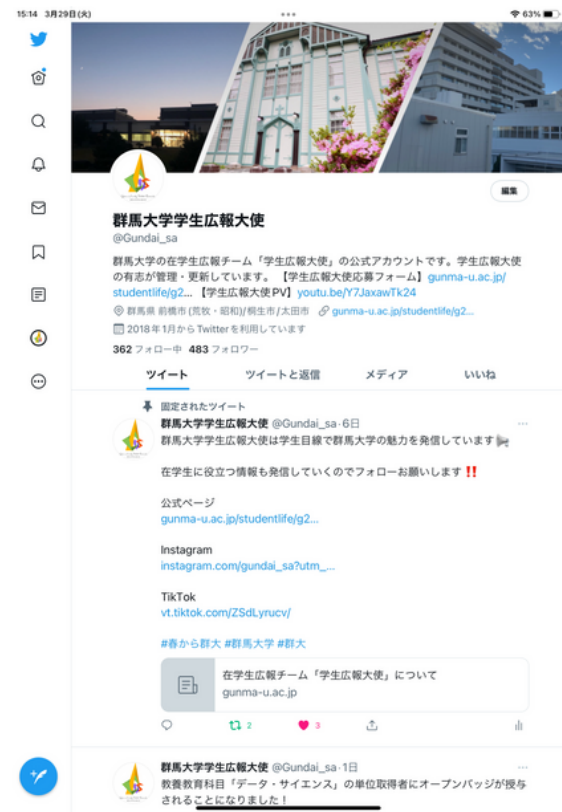 15:14 3月29日(火)
63%
編集
群馬大学学生広報大使
@Gundai_sa
群馬大学の在学生広報チーム「学生広報大使」の公式アカウントです。学生広報大使
の有志が管理・更新しています。 【学生広報大使応募フォーム】gunma-u.ac.jp/
studentlife/g2... 【学生広報大使PV】youtu.be/Y7JaxawTk24
群馬県 前橋市(荒牧・昭和)/桐生市/太田市 gunma-u.ac.jp/studentlife/g2...
2018年1月からTwitterを利用しています
362 フォロー中 483 フォロワー
ツイート ツイートと返信 メディア いいね
固定されたツイート
群馬大学学生広報大使 @Gundai_sa·6日
群馬大学学生広報大使は学生目線で群馬大学の魅力を発信しています
在学生に役立つ情報も発信していくのでフォローお願いします‼️
公式ページ
gunma-u.ac.jp/studentlife/g2...
Instagram
instagram.com/gundai_sa?utm_...
TikTok
vt.tiktok.com/ZSdLyrucv/
#春から群大 #群馬大学 #群大
在学生広報チーム「学生広報大使」について
gunma-u.ac.jp
2 3
群馬大学学生広報大使 @Gundai_sa·1日
教養教育科目「データ・サイエンス」の単位取得者にオープンバッジが授与
されることになりました!